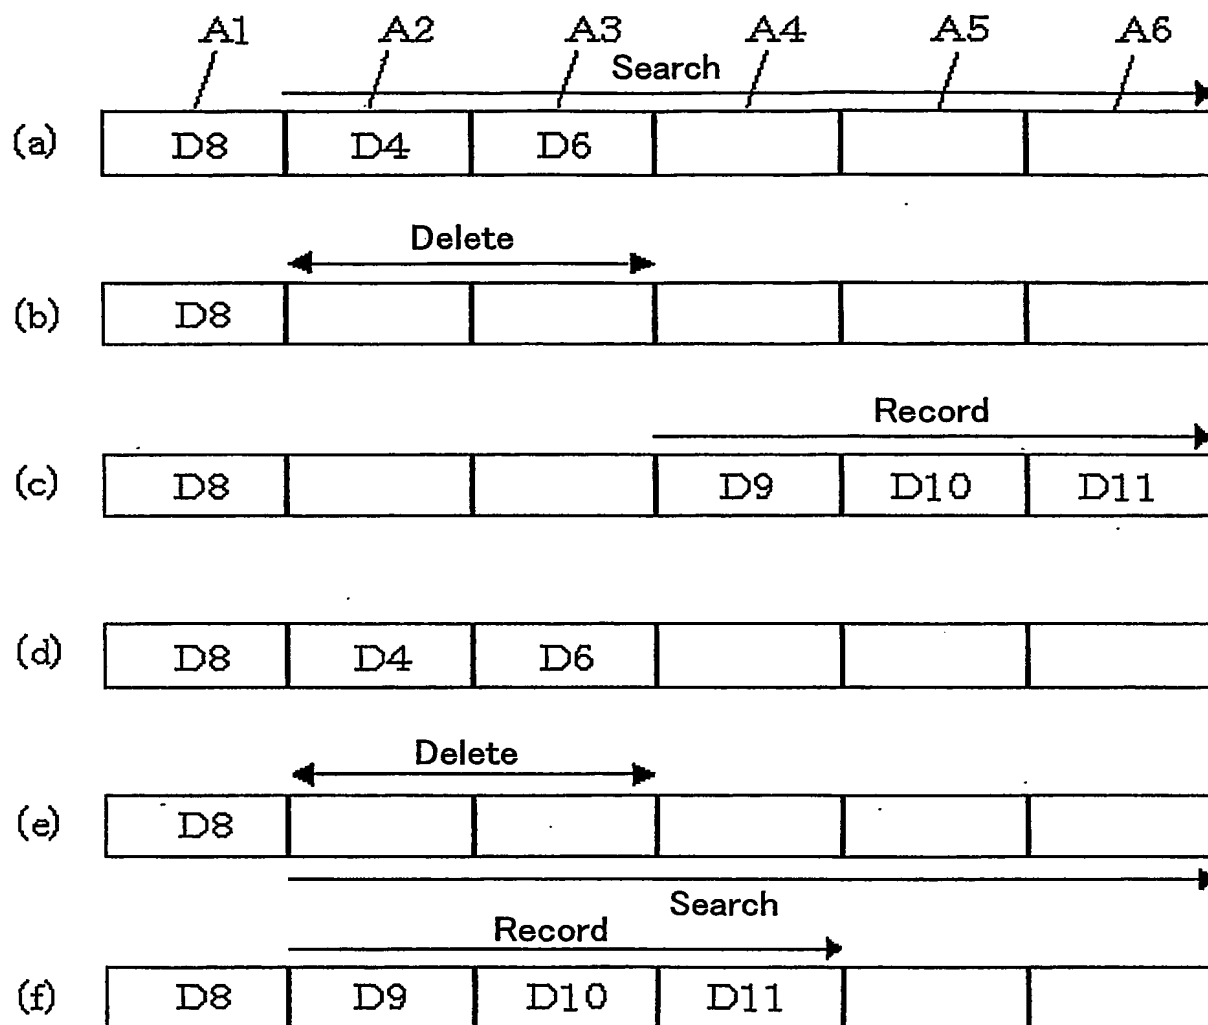 A1 A2 A3 A4 A5 A6
Search
(a) D8 D4 D6
Delete
(b) D8
Record
(c) D8 D9 D10 D11
(d) D8 D4 D6
Delete
(e) D8
Search
Record
(f) D8 D9 D10 D11